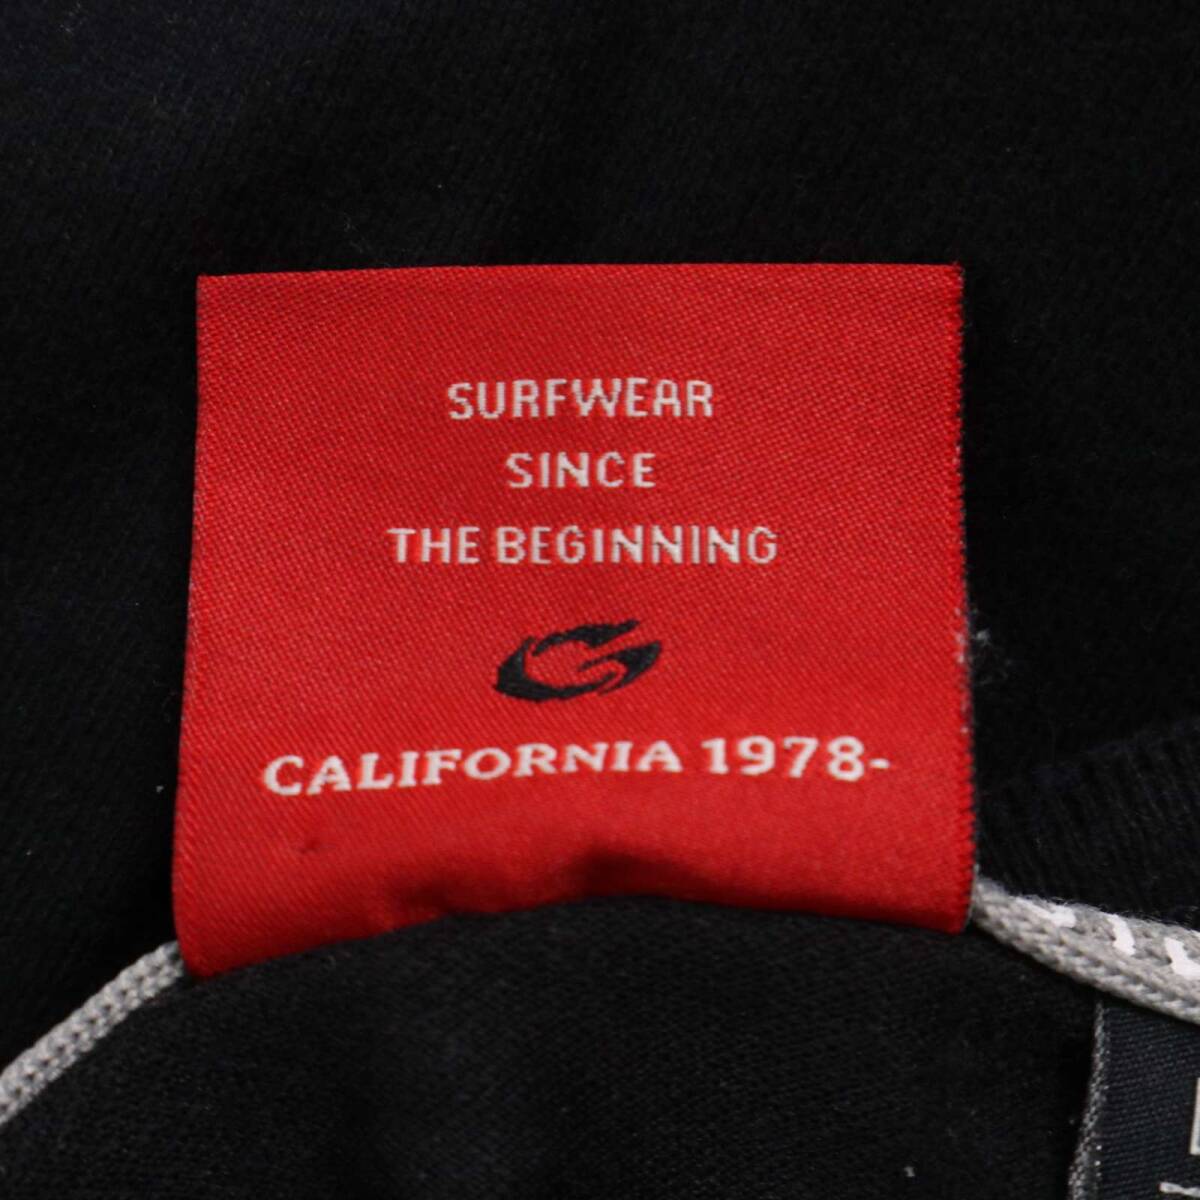 SURFWEAR
SINCE
THE BEGINNING
CALIFORNIA 1978-